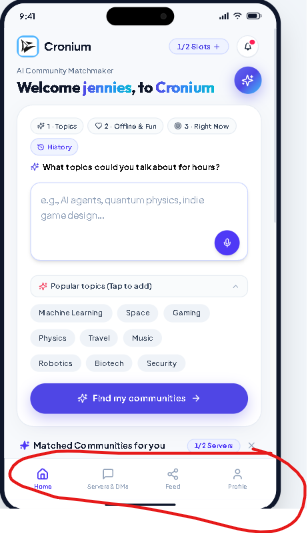 9:41
Cronium
1/2 Slots +
AI Community Matchmaker
Welcome jennies, to Cronium
1 · Topics
2 · Offline & Fun
3 · Right Now
History
What topics could you talk about for hours?
e.g., AI agents, quantum physics, indie
game design...
Popular topics (Tap to add)
Machine Learning
Space
Gaming
Physics
Travel
Music
Robotics
Biotech
Security
Find my communities →
Matched Communities for you
1/2 Servers
Home
Servers & DMs
Feed
Profile